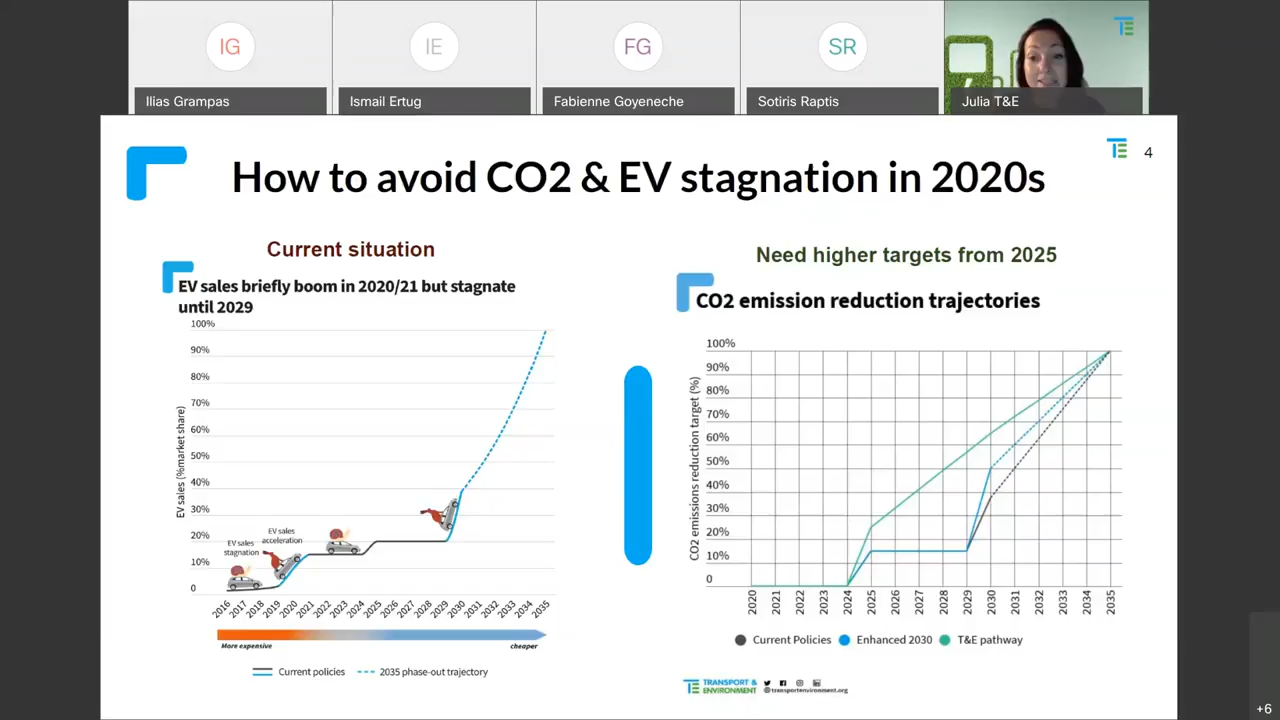 IG
IE
FG
SR
Ilias Grampas
Ismail Ertug
Fabienne Goyeneche
Sotiris Raptis
Julia T&E
4
How to avoid CO2 & EV stagnation in 2020s
Current situation
EV sales briefly boom in 2020/21 but stagnate
until 2029
100%
90%
80%
70%
60%
50%
40%
30%
20%
10%
0
EV sales (%market share)
EV sales
stagnation
EV sales
acceleration
2016 2017 2018 2019 2020 2021 2022 2023 2024 2025 2026 2027 2028 2029 2030 2031 2032 2033 2034 2035
More expensive
cheaper
Current policies
2035 phase-out trajectory
Need higher targets from 2025
CO2 emission reduction trajectories
100%
90%
80%
70%
60%
50%
40%
30%
20%
10%
0
CO2 emissions reduction target (%)
2020 2021 2022 2023 2024 2025 2026 2027 2028 2029 2030 2031 2032 2033 2034 2035
Current Policies
Enhanced 2030
T&E pathway
TRANSPORT &
ENVIRONMENT
@transportenvironment.org
+6